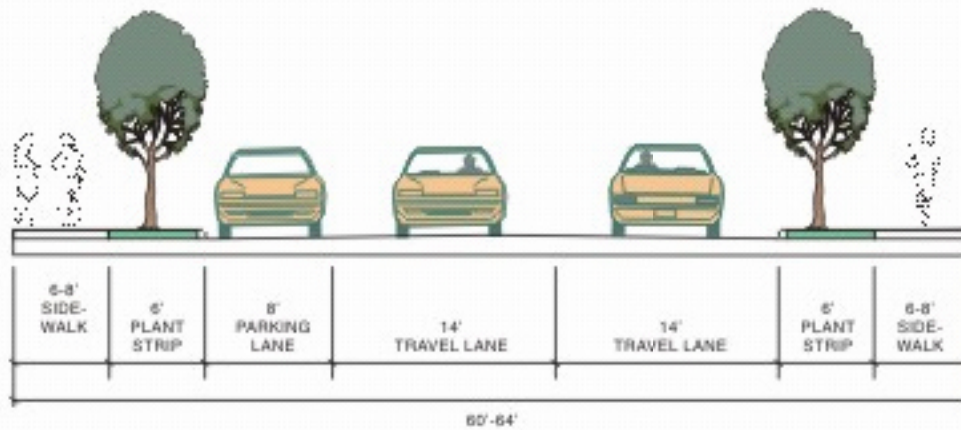 6-8'
SIDE-
WALK
6'
PLANT
STRIP
8'
PARKING
LANE
14'
TRAVEL LANE
14'
TRAVEL LANE
6'
PLANT
STRIP
6-8'
SIDE-
WALK
60'-64'